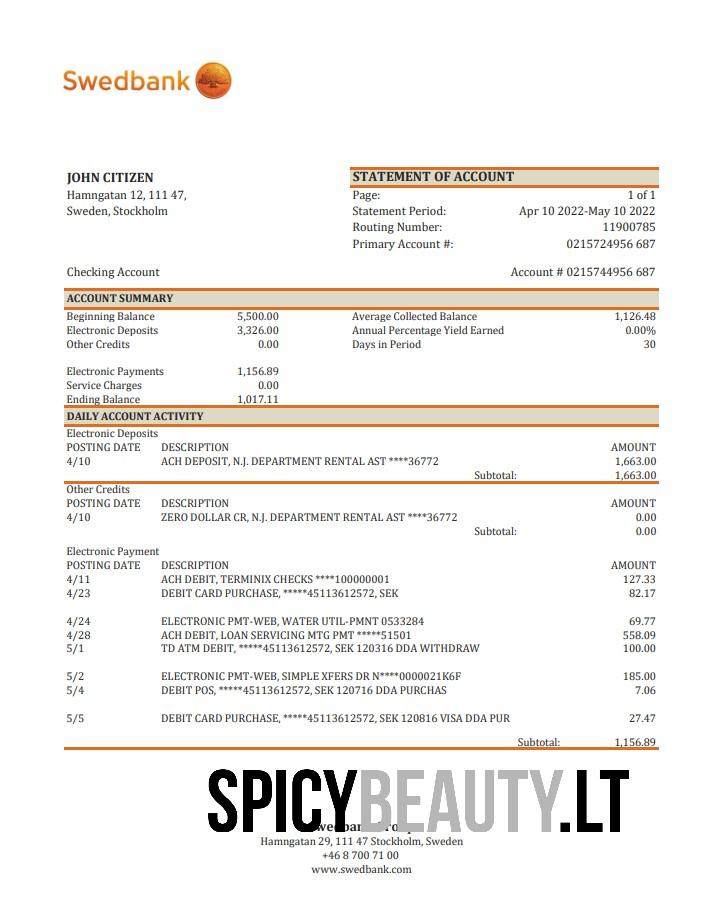 Swedbank
JOHN CITIZEN
Hamngatan 12, 111 47,
Sweden, Stockholm
STATEMENT OF ACCOUNT
Page: 1 of 1
Statement Period: Apr 10 2022-May 10 2022
Routing Number: 11900785
Primary Account #: 0215724956 687
Checking Account Account # 0215744956 687
ACCOUNT SUMMARY
Beginning Balance 5,500.00 Average Collected Balance 1,126.48
Electronic Deposits 3,326.00 Annual Percentage Yield Earned 0.00%
Other Credits 0.00 Days in Period 30
Electronic Payments 1,156.89
Service Charges 0.00
Ending Balance 1,017.11
DAILY ACCOUNT ACTIVITY
Electronic Deposits
POSTING DATE DESCRIPTION AMOUNT
4/10 ACH DEPOSIT, N.J. DEPARTMENT RENTAL AST ****36772 1,663.00
Subtotal: 1,663.00
Other Credits
POSTING DATE DESCRIPTION AMOUNT
4/10 ZERO DOLLAR CR, N.J. DEPARTMENT RENTAL AST ****36772 0.00
Subtotal: 0.00
Electronic Payment
POSTING DATE DESCRIPTION AMOUNT
4/11 ACH DEBIT, TERMINIX CHECKS ****100000001 127.33
4/23 DEBIT CARD PURCHASE, *****45113612572, SEK 82.17
4/24 ELECTRONIC PMT-WEB, WATER UTIL-PMNT 0533284 69.77
4/28 ACH DEBIT, LOAN SERVICING MTG PMT *****51501 558.09
5/1 TD ATM DEBIT, *****45113612572, SEK 120316 DDA WITHDRAW 100.00
5/2 ELECTRONIC PMT-WEB, SIMPLE XFERS DR N****0000021K6F 185.00
5/4 DEBIT POS, *****45113612572, SEK 120716 DDA PURCHAS 7.06
5/5 DEBIT CARD PURCHASE, *****45113612572, SEK 120816 VISA DDA PUR 27.47
Subtotal: 1,156.89
SPICYBEAUTY.LT
Hamngatan 29, 111 47 Stockholm, Sweden
+46 8 700 71 00
www.swedbank.com